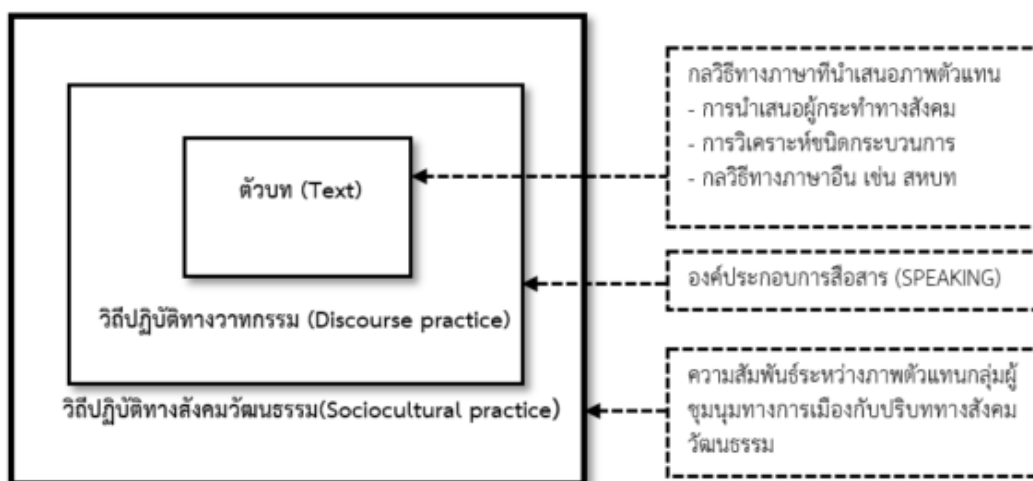 ตัวบท (Text)
วิถีปฏิบัติทางวาทกรรม (Discourse practice)
วิถีปฏิบัติทางสังคมวัฒนธรรม(Sociocultural practice)
กลวิธีทางภาษาที่นำเสนอภาพตัวแทน
- การนำเสนอผู้กระทำทางสังคม
- การวิเคราะห์ชนิดกระบวนการ
- กลวิธีทางภาษาอื่น เช่น สหบท
องค์ประกอบการสื่อสาร (SPEAKING)
ความสัมพันธ์ระหว่างภาพตัวแทนกลุ่มผู้
ชุมนุมทางการเมืองกับปริบททางสังคม
วัฒนธรรม